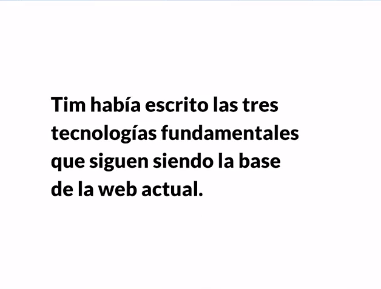 Tim había escrito las tres
tecnologías fundamentales
que siguen siendo la base
de la web actual.